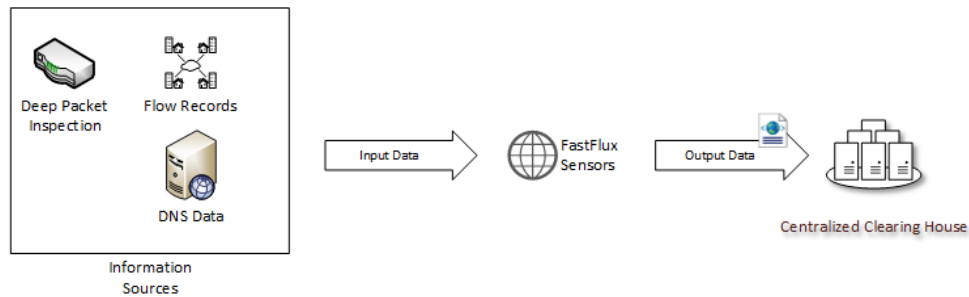 Deep Packet
Inspection
Flow Records
DNS Data
Information
Sources
Input Data
FastFlux
Sensors
Output Data
Centralized Clearing House